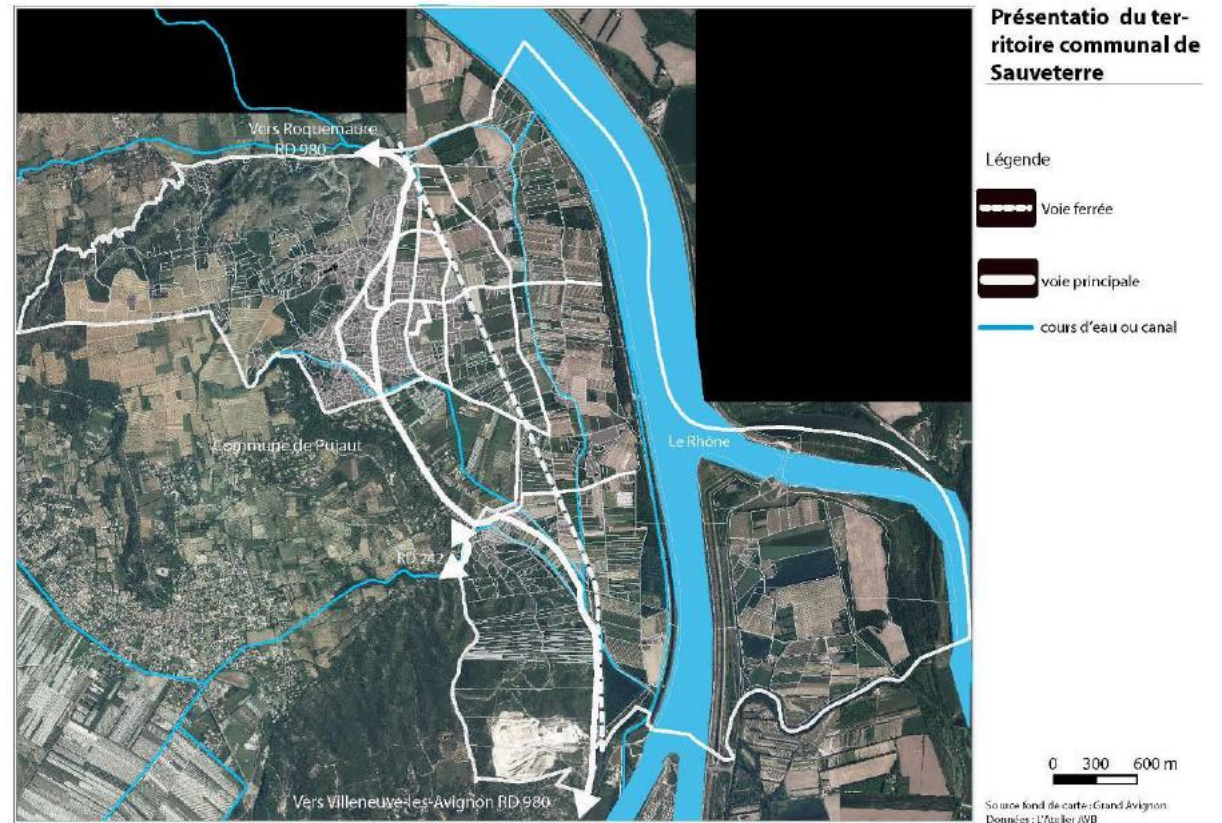 Présentatio du ter-
ritoire communal de
Sauveterre
Légende
Voie ferrée
voie principale
cours d'eau ou canal
Vers Roquemaure
RD 980
Commune de Pujaut
Le Rhône
RD 242
Vers Villeneuve-les-Avignon RD 980
0 300 600 m
Source fond de carte : Grand Avignon
Données : L'Atelier AVB